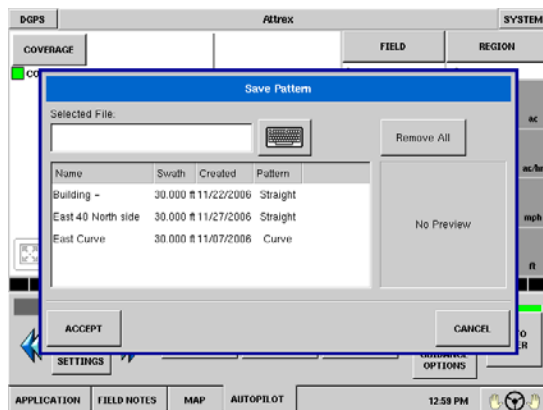 DGPS Attrex SYSTEM
COVERAGE FIELD REGION
CO
Save Pattern
Selected File:
Remove All
ac
Name Swath Created Pattern
ac/hr
Building - 30.000 ft 11/22/2006 Straight
East 40 North side 30.000 ft 11/27/2006 Straight
No Preview
mph
East Curve 30.000 ft 11/07/2006 Curve
ft
ACCEPT CANCEL
SETTINGS
OPTIONS
APPLICATION FIELD NOTES MAP AUTOPILOT 12:59 PM